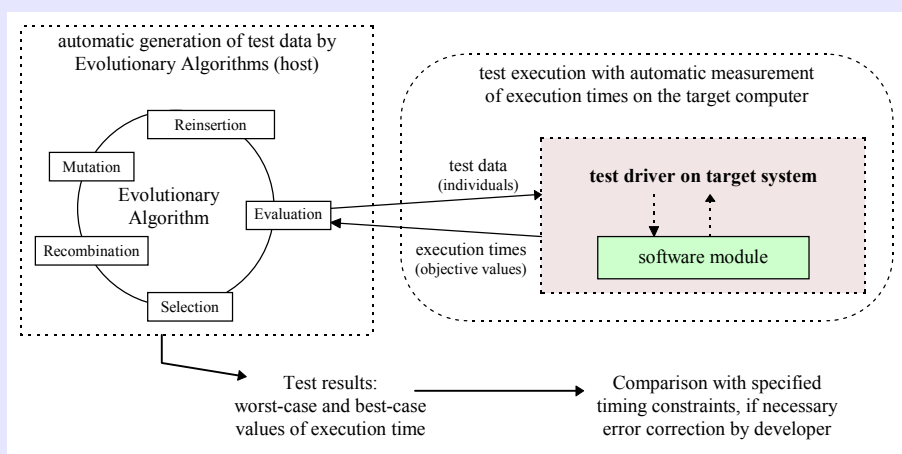 automatic generation of test data by
Evolutionary Algorithms (host)
Reinsertion
Mutation
Evolutionary
Algorithm
Evaluation
Recombination
Selection
test execution with automatic measurement
of execution times on the target computer
test data
(individuals)
execution times
(objective values)
test driver on target system
software module
Test results:
worst-case and best-case
values of execution time
Comparison with specified
timing constraints, if necessary
error correction by developer